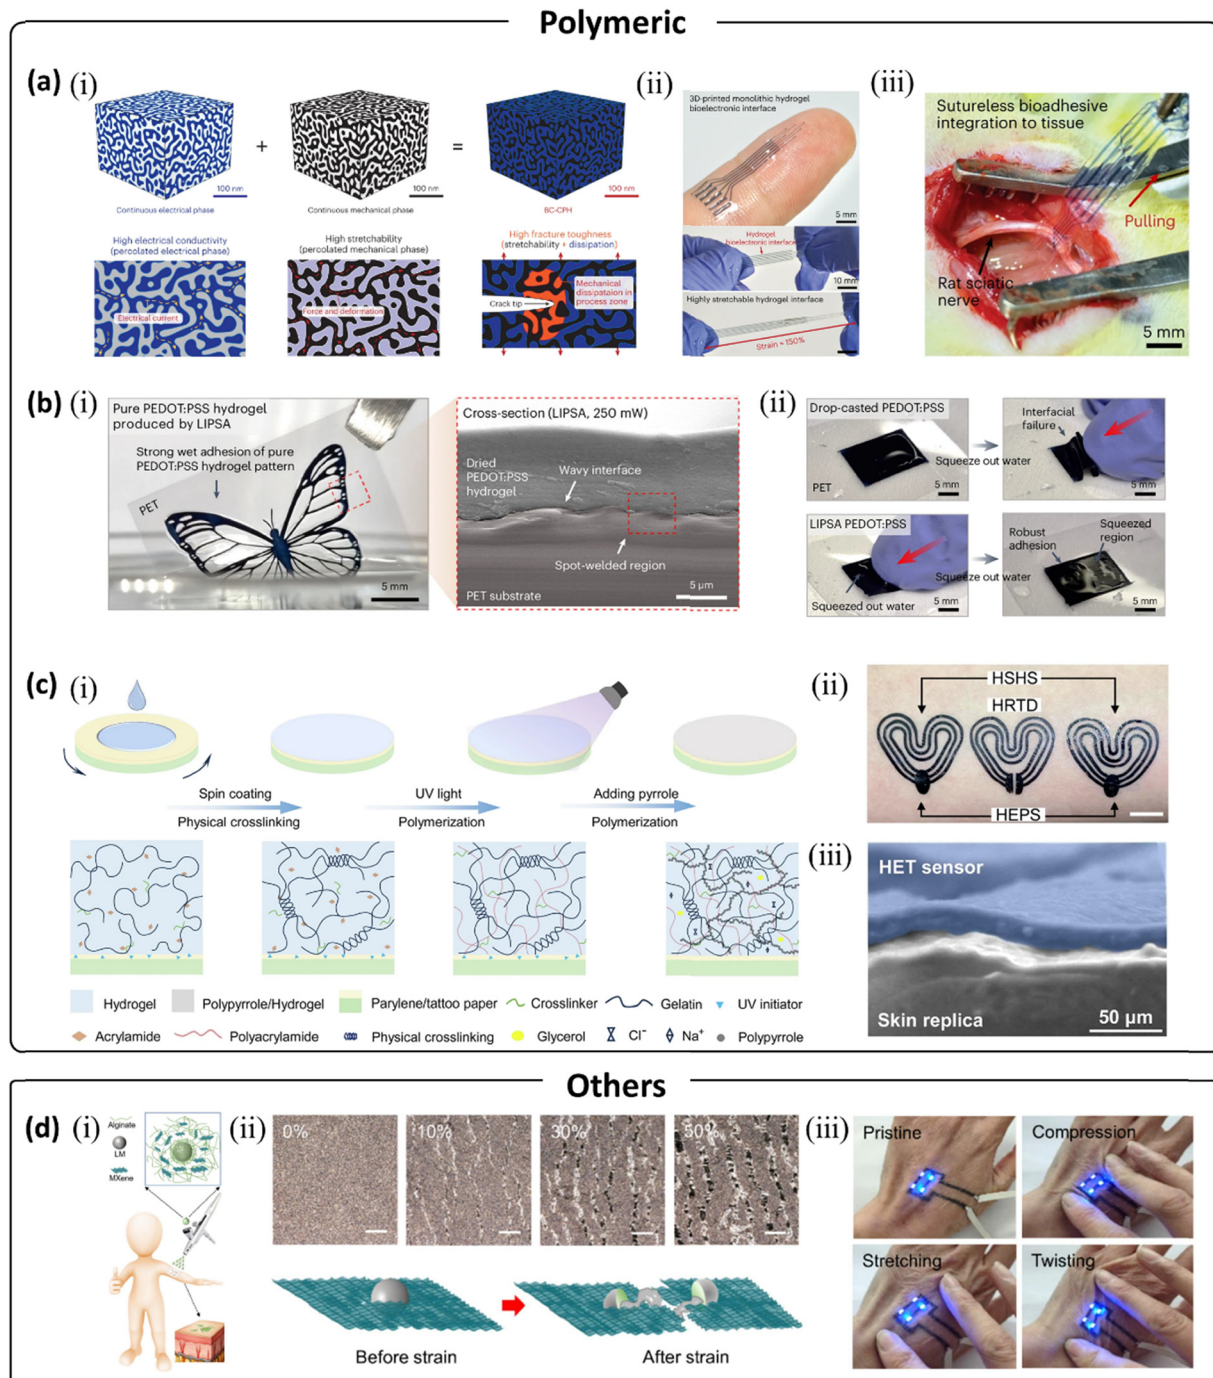 Polymeric
(a) (i)
+
=
100 nm
100 nm
100 nm
Continuous electrical phase
Continuous mechanical phase
BC-CPH
High electrical conductivity
(percolated electrical phase)
High stretchability
(percolated mechanical phase)
High fracture toughness
(stretchability + dissipation)
Electrical current
Force and deformation
Crack tip
Mechanical
dissipataion in
process zone
(ii)
3D-printed monolithic hydrogel
bioelectronic interface
5 mm
Hydrogel
bioelectronic interface
10 mm
Highly stretchable hydrogel interface
Strain ≈ 150%
(iii)
Sutureless bioadhesive
integration to tissue
Pulling
Rat sciatic
nerve
5 mm
(b) (i)
Pure PEDOT:PSS hydrogel
produced by LIPSA
Strong wet adhesion of pure
PEDOT:PSS hydrogel pattern
PET
5 mm
Cross-section (LIPSA, 250 mW)
Dried
PEDOT:PSS
hydrogel
Wavy interface
Spot-welded region
PET substrate
5 µm
(ii)
Drop-casted PEDOT:PSS
PET
5 mm
Squeeze out water
Interfacial
failure
5 mm
LIPSA PEDOT:PSS
Squeezed out water
5 mm
Squeeze out water
Robust
adhesion
Squeezed
region
5 mm
(c) (i)
Spin coating
Physical crosslinking
UV light
Polymerization
Adding pyrrole
Polymerization
Hydrogel
Polypyrrole/Hydrogel
Parylene/tattoo paper
Crosslinker
Gelatin
UV initiator
Acrylamide
Polyacrylamide
Physical crosslinking
Glycerol
Cl⁻
Na⁺
Polypyrrole
(ii)
HSHS
HRTD
HEPS
(iii)
HET sensor
Skin replica
50 µm
Others
(d) (i)
Alginate
LM
MXene
(ii)
0%
10%
30%
50%
Before strain
After strain
(iii)
Pristine
Compression
Stretching
Twisting